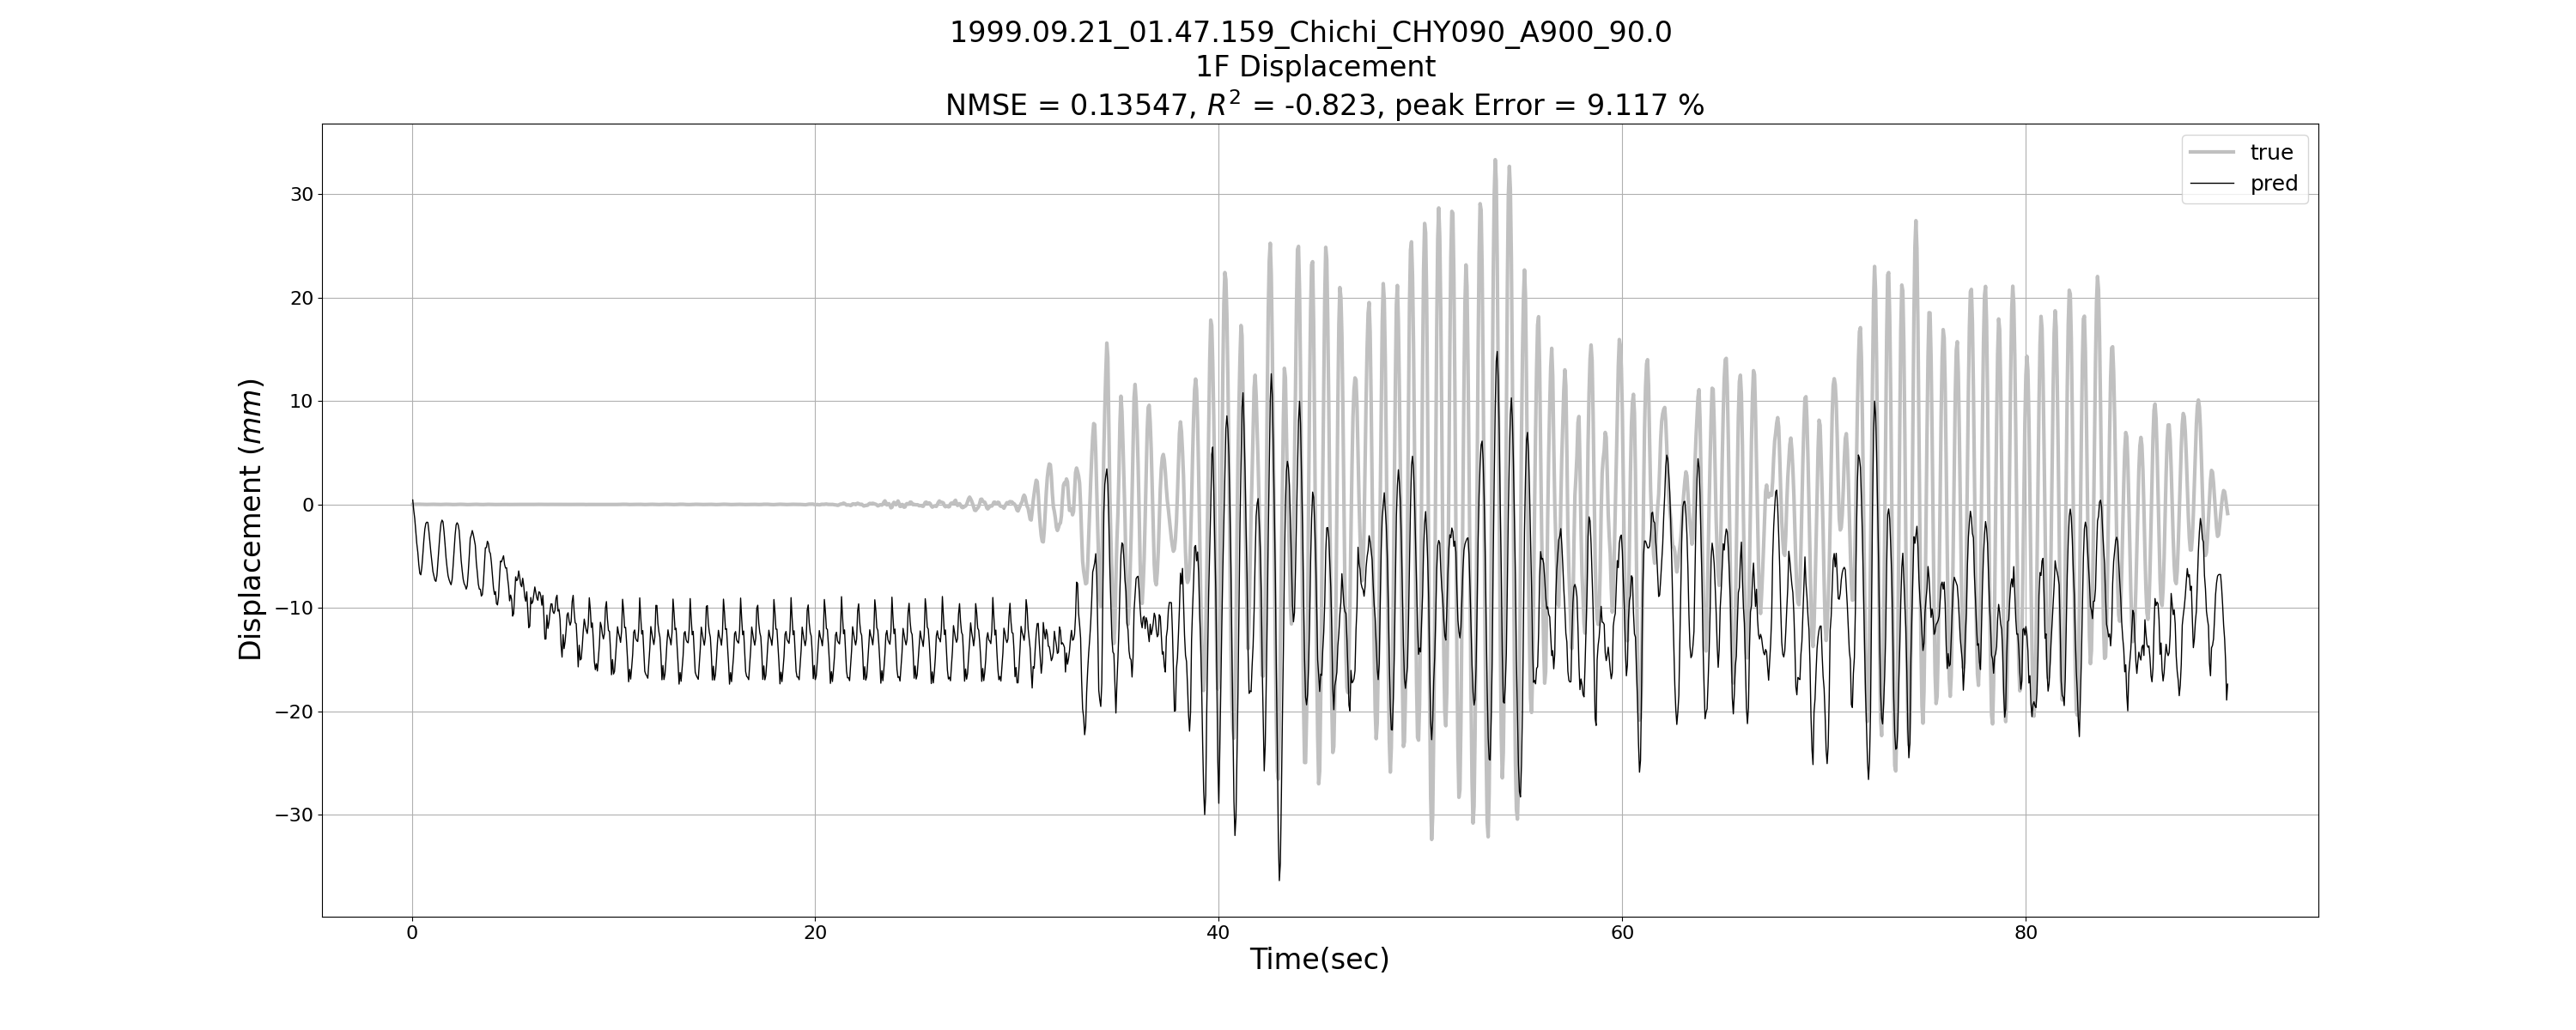 1999.09.21_01.47.159_Chichi_CHY090_A900_90.0
1F Displacement
NMSE = 0.13547, R² = -0.823, peak Error = 9.117 %
true
pred
Displacement (mm)
30
20
10
0
−10
−20
−30
0
20
40
60
80
Time(sec)